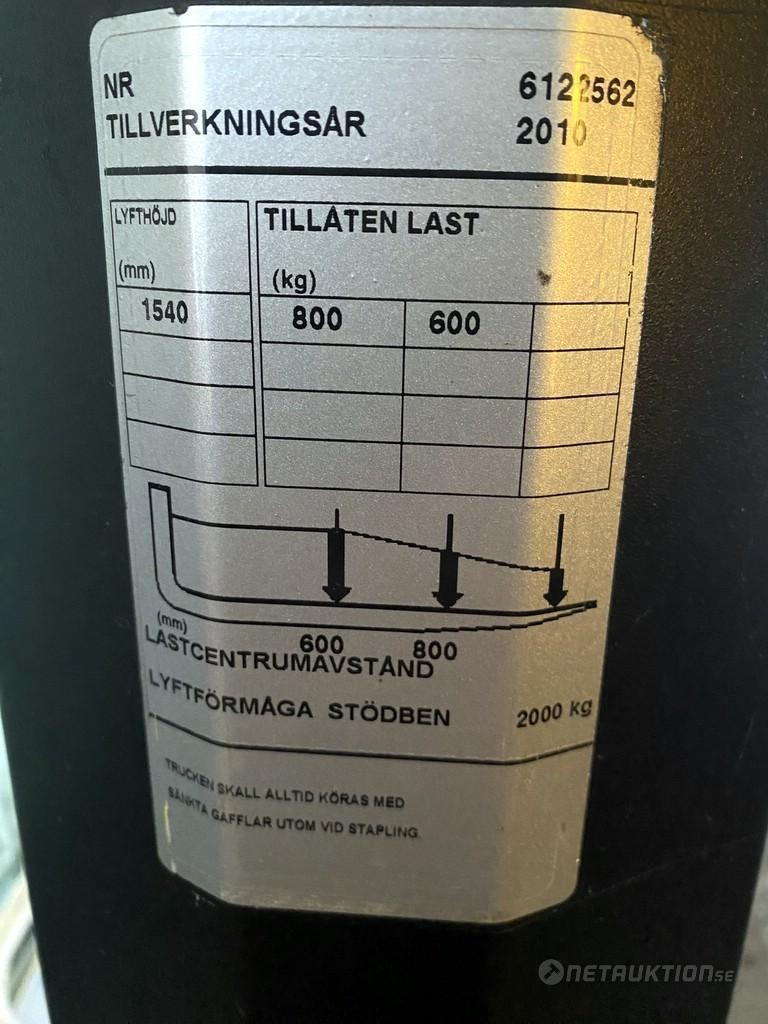 NR 6122562
TILLVERKNINGSÅR 2010
LYFTHÖJD TILLÅTEN LAST
(mm) (kg)
1540 800 600
(mm) 600 800
LASTCENTRUMAVSTÅND
LYFTFÖRMÅGA STÖDBEN 2000 kg
TRUCKEN SKALL ALLTID KÖRAS MED
SÄNKTA GAFFLAR UTOM VID STAPLING.
NETAUKTION.SE